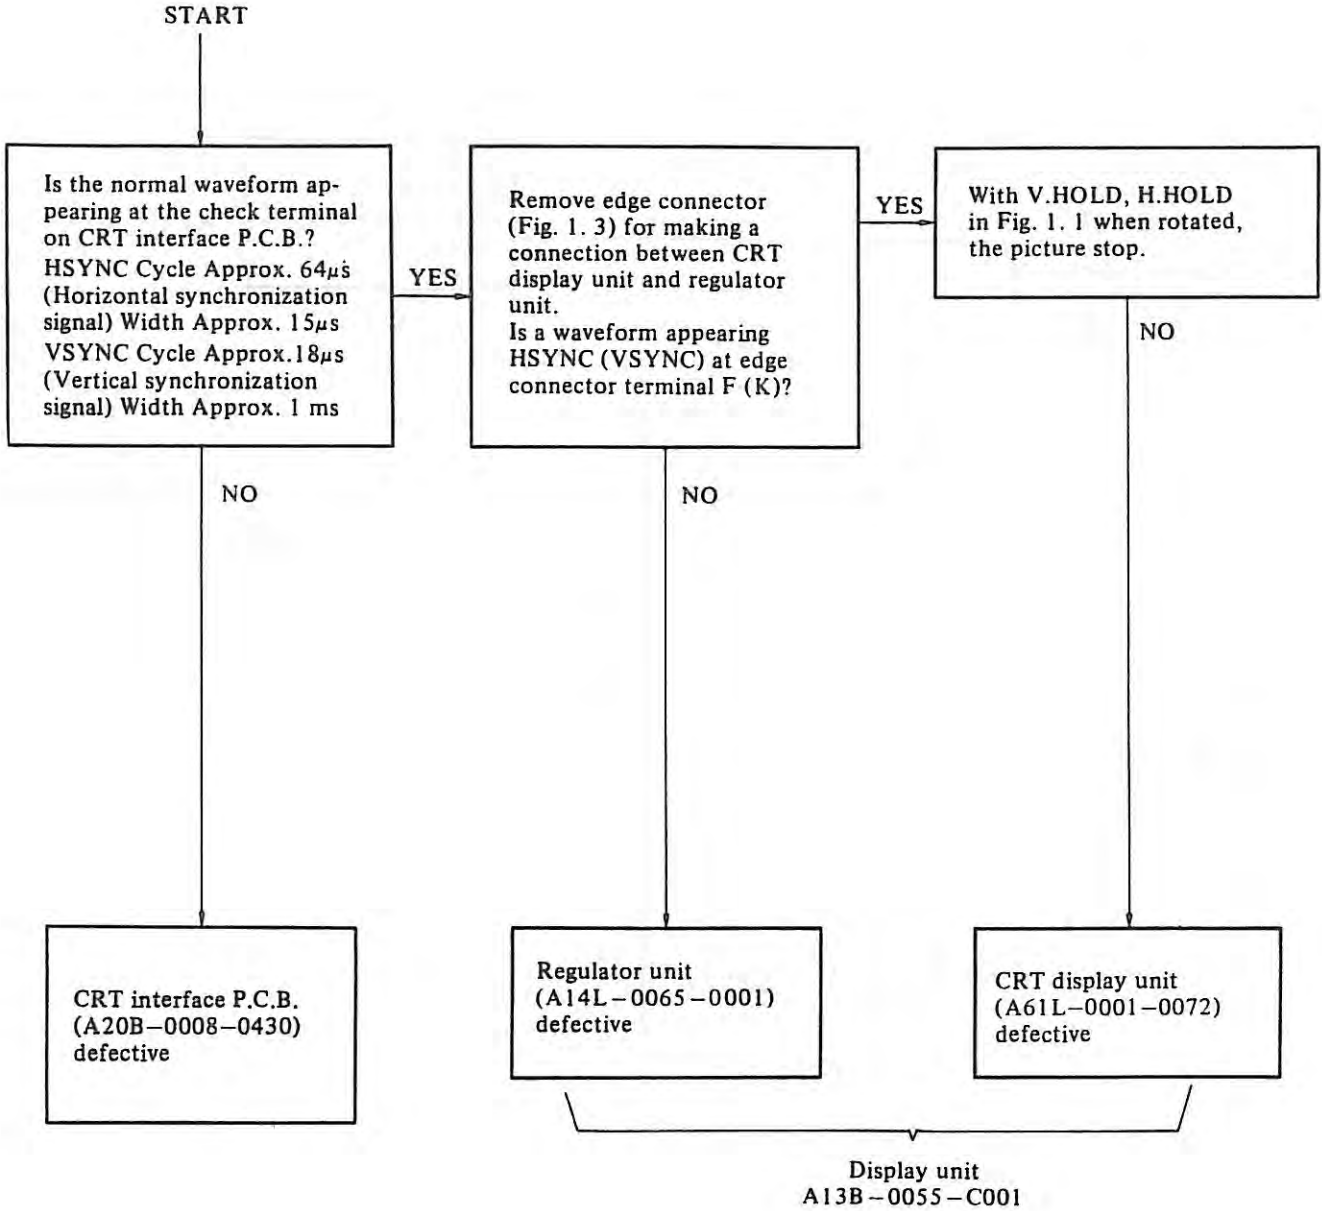 START
Is the normal waveform ap-
pearing at the check terminal
on CRT interface P.C.B.?
HSYNC Cycle Approx. 64μs
(Horizontal synchronization
signal) Width Approx. 15μs
VSYNC Cycle Approx.18μs
(Vertical synchronization
signal) Width Approx. 1 ms
YES
Remove edge connector
(Fig. 1. 3) for making a
connection between CRT
display unit and regulator
unit.
Is a waveform appearing
HSYNC (VSYNC) at edge
connector terminal F (K)?
YES
With V.HOLD, H.HOLD
in Fig. 1. 1 when rotated,
the picture stop.
NO
NO
NO
CRT interface P.C.B.
(A20B–0008–0430)
defective
Regulator unit
(A14L–0065–0001)
defective
CRT display unit
(A61L–0001–0072)
defective
Display unit
A13B–0055–C001